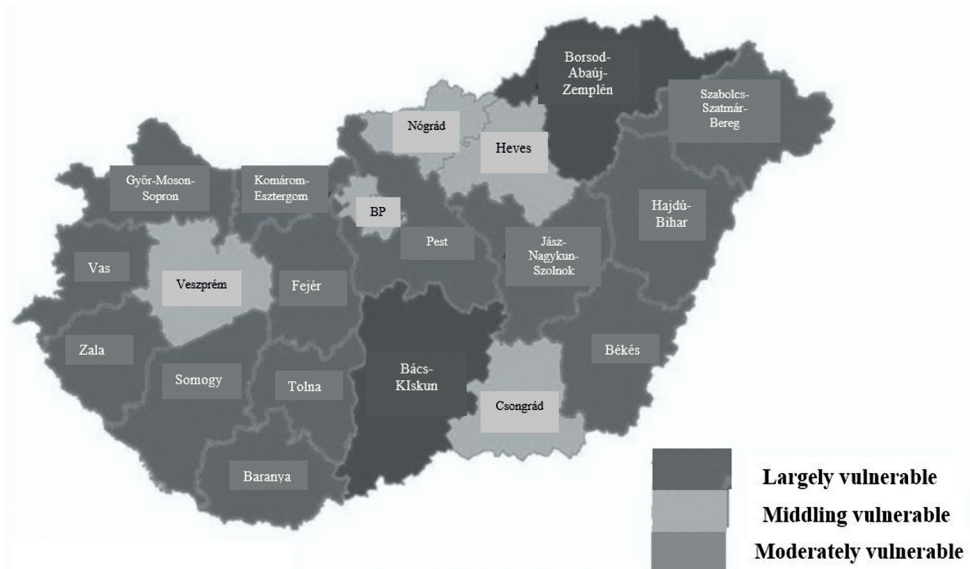 Borsod-
Abaúj-
Zemplén
Szabolcs-
Szatmár-
Bereg
Nógrád
Heves
Győr-Moson-
Sopron
Komárom-
Esztergom
BP
Hajdú-
Bihar
Pest
Jász-
Nagykun-
Szolnok
Vas
Veszprém
Fejér
Zala
Somogy
Tolna
Bács-
KIskun
Békés
Csongrád
Baranya
Largely vulnerable
Middling vulnerable
Moderately vulnerable